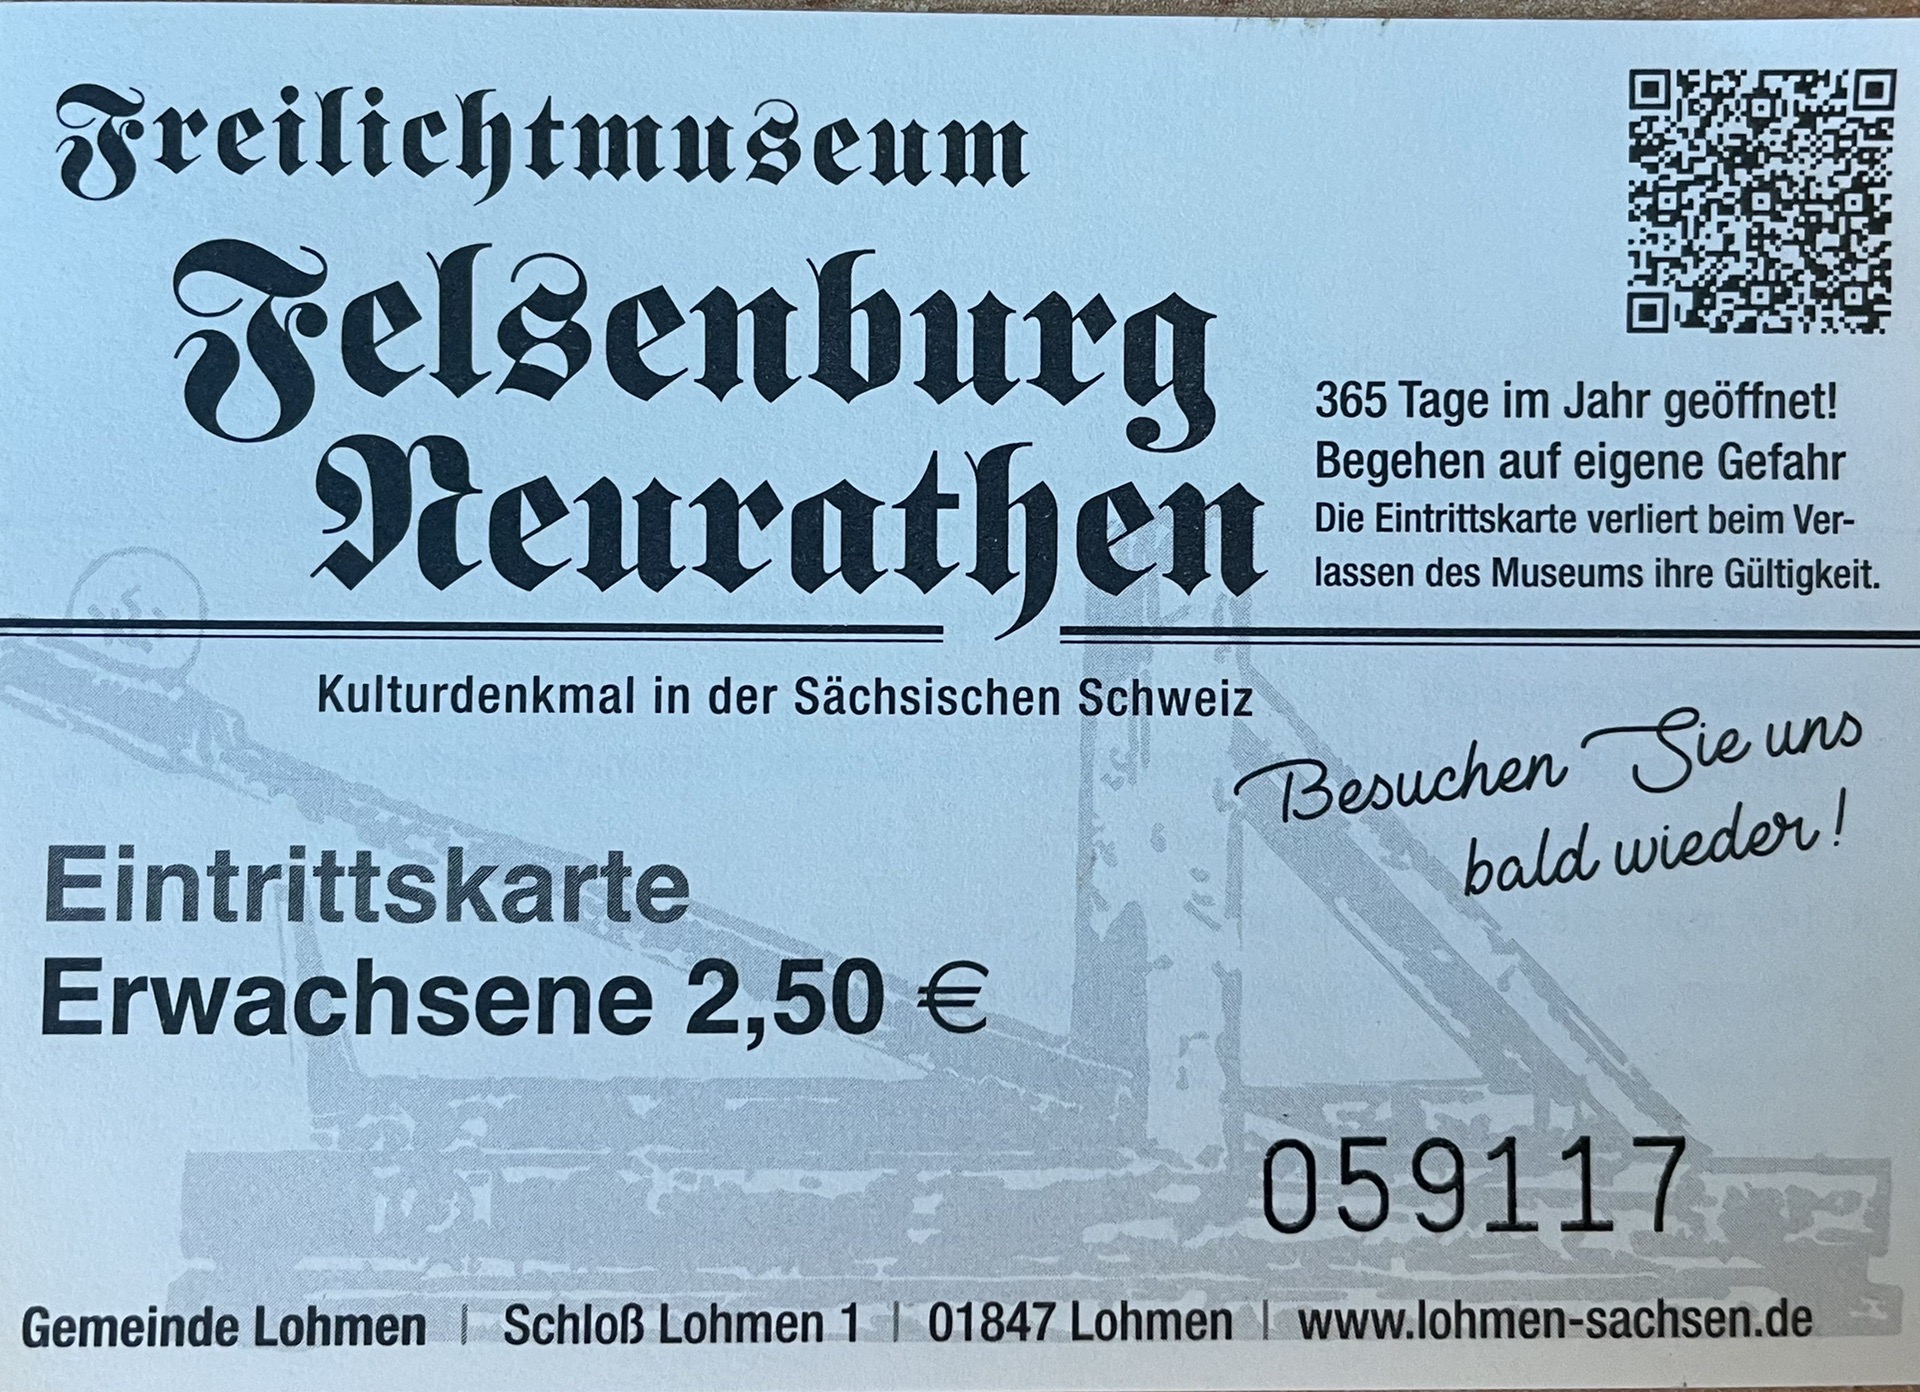 Freilichtmuseum
Felsenburg
Neurathen
365 Tage im Jahr geöffnet!
Begehen auf eigene Gefahr
Die Eintrittskarte verliert beim Ver-
lassen des Museums ihre Gültigkeit.
Kulturdenkmal in der Sächsischen Schweiz
Besuchen Sie uns
bald wieder!
Eintrittskarte
Erwachsene 2,50 €
059117
Gemeinde Lohmen | Schloß Lohmen 1 | 01847 Lohmen | www.lohmen-sachsen.de